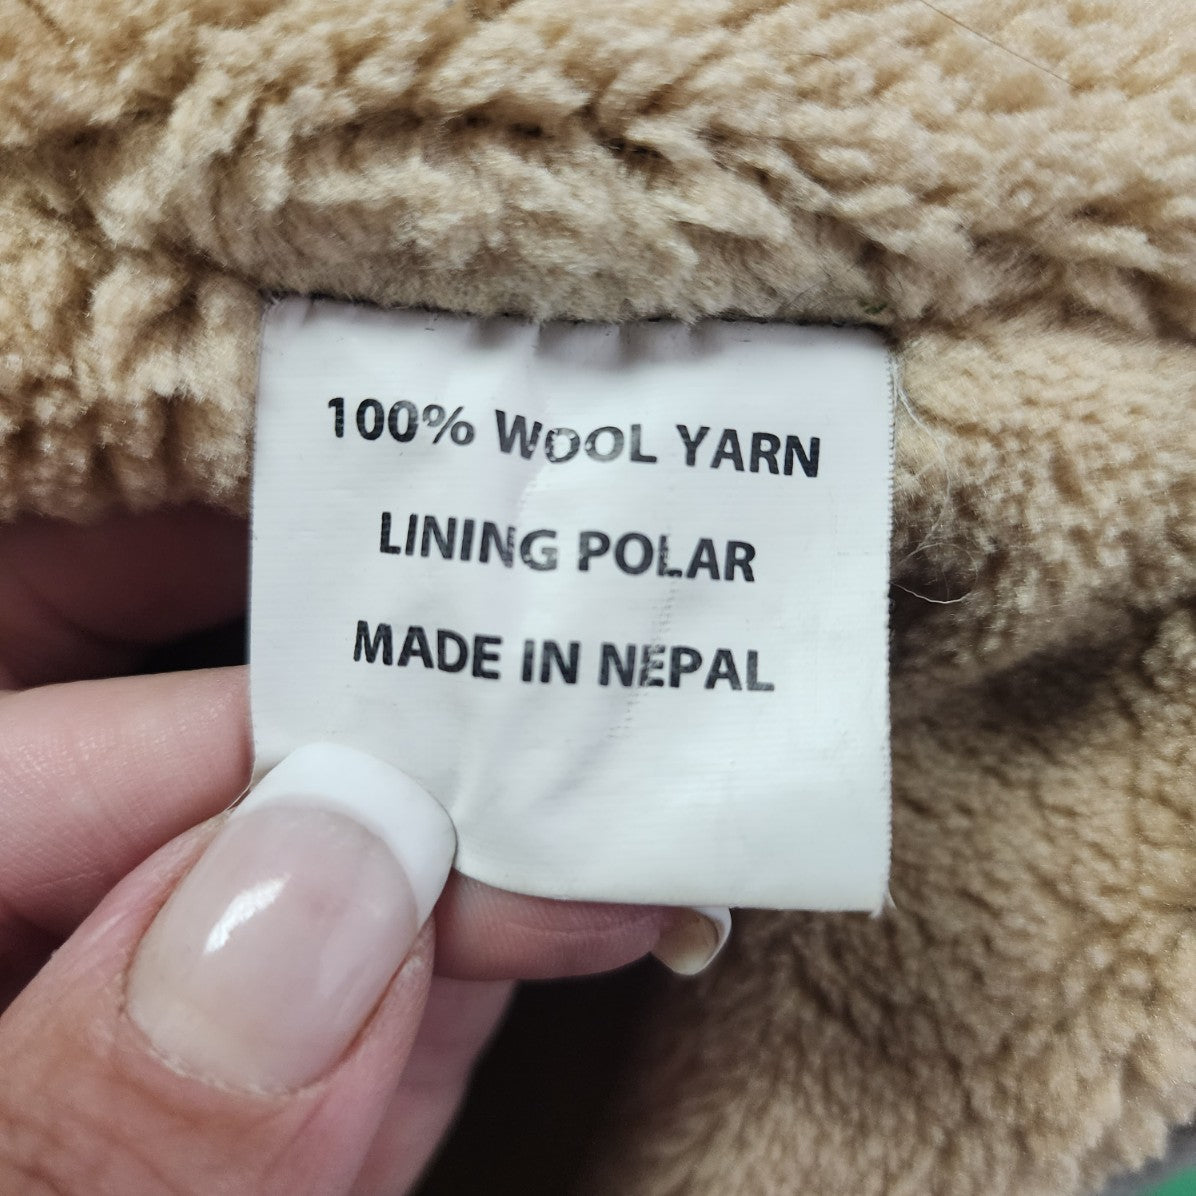 100% WOOL YARN
LINING POLAR
MADE IN NEPAL